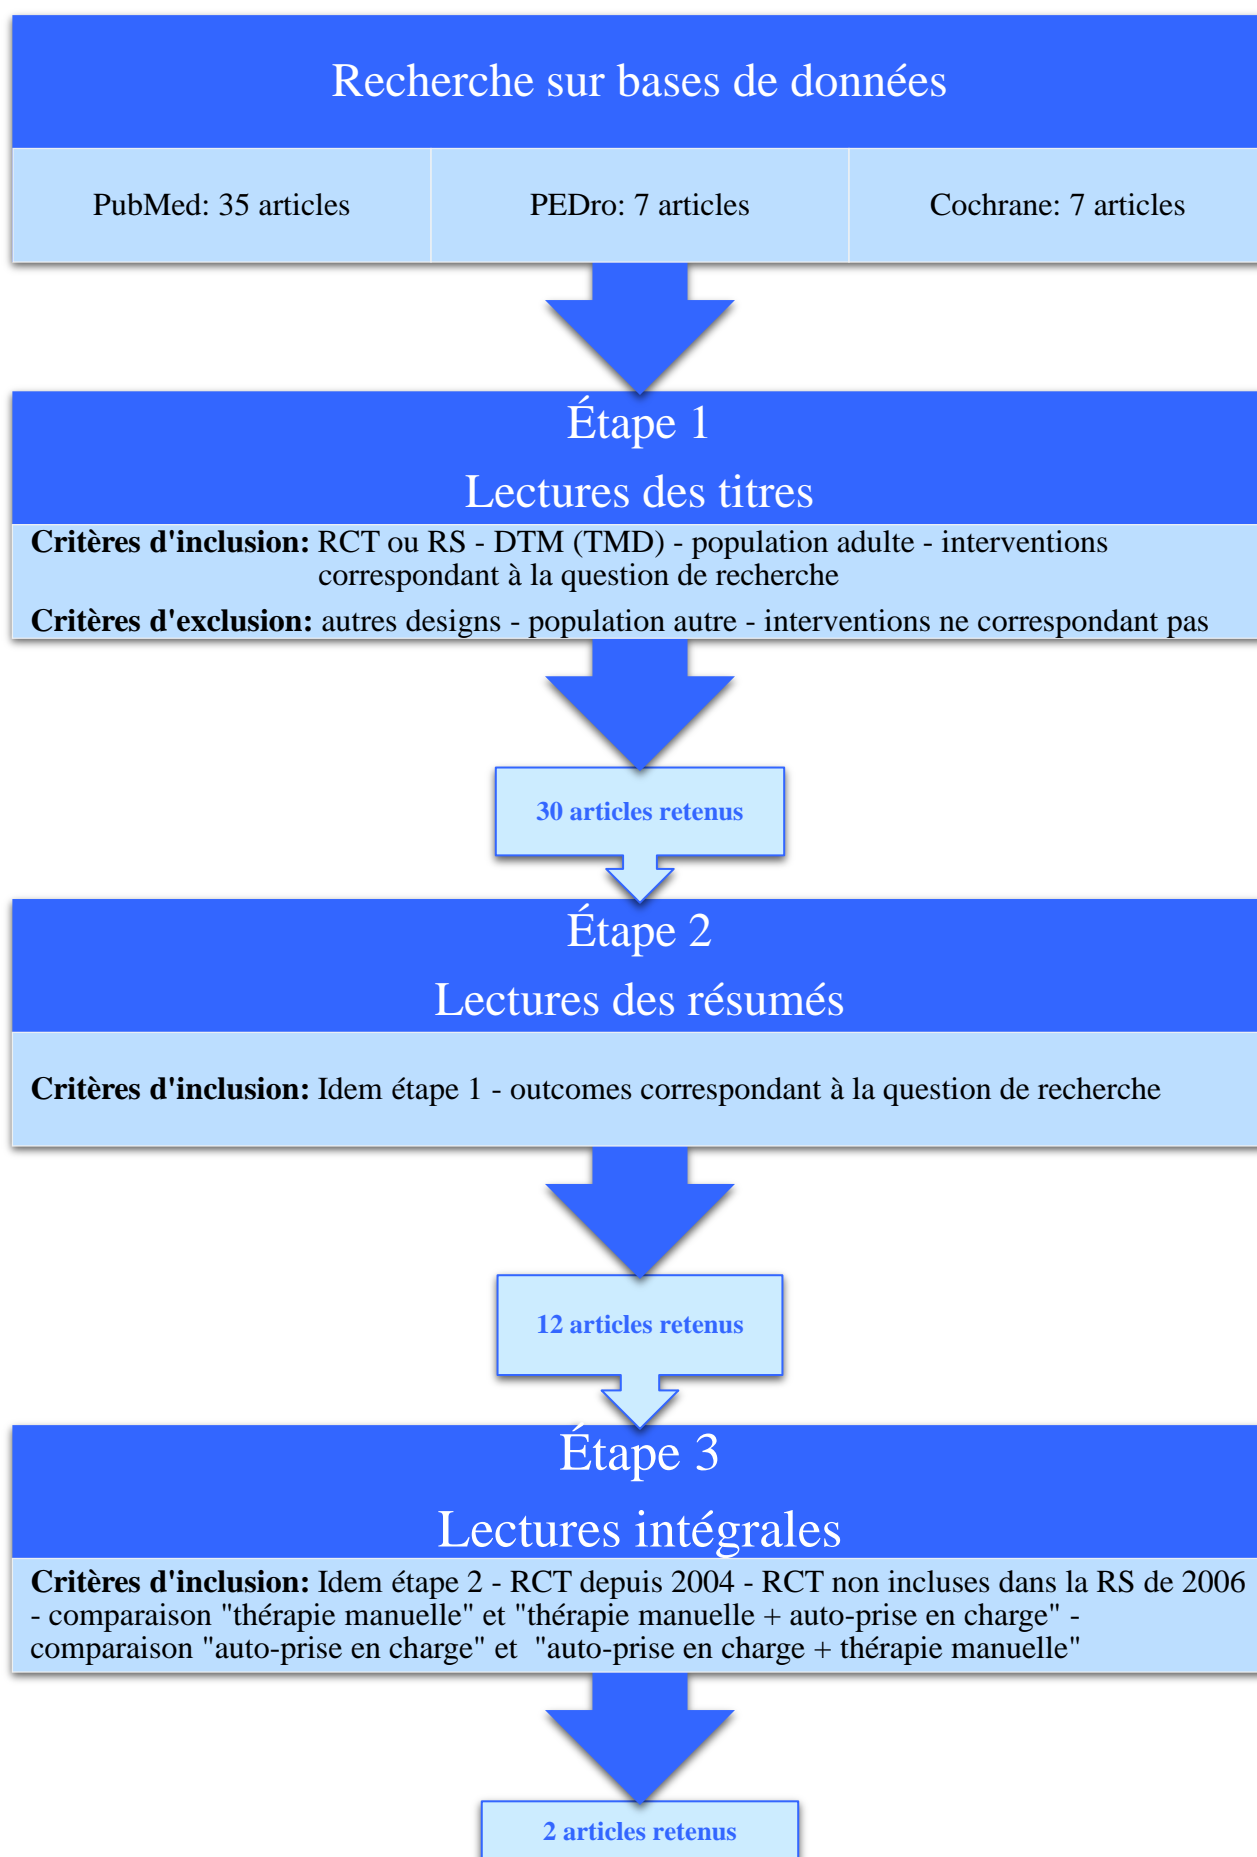 Recherche sur bases de données
PubMed: 35 articles
PEDro: 7 articles
Cochrane: 7 articles
Étape 1
Lectures des titres
Critères d'inclusion: RCT ou RS - DTM (TMD) - population adulte - interventions
correspondant à la question de recherche
Critères d'exclusion: autres designs - population autre - interventions ne correspondant pas
30 articles retenus
Étape 2
Lectures des résumés
Critères d'inclusion: Idem étape 1 - outcomes correspondant à la question de recherche
12 articles retenus
Étape 3
Lectures intégrales
Critères d'inclusion: Idem étape 2 - RCT depuis 2004 - RCT non incluses dans la RS de 2006
- comparaison "thérapie manuelle" et "thérapie manuelle + auto-prise en charge" -
comparaison "auto-prise en charge" et  "auto-prise en charge + thérapie manuelle"
2 articles retenus